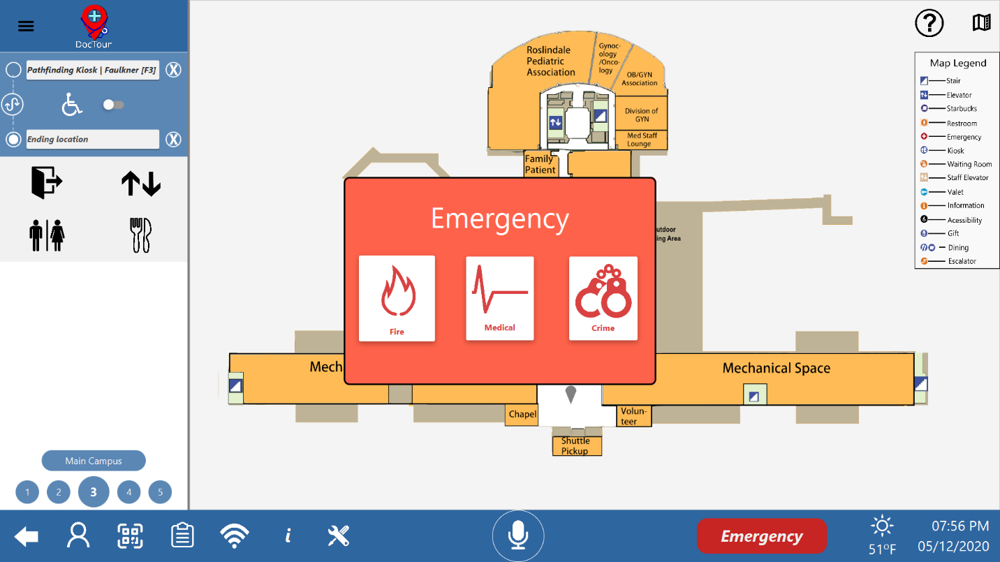 DocTour
Pathfinding Kiosk | Faulkner [F3]
X
Ending location
X
Main Campus
1
2
3
4
5
?
Roslindale
Pediatric
Association
Gynoc-
ology
/Onco-
logy
OB/GYN
Association
Division of
GYN
Med Staff
Lounge
Family
Patient
utdoor
ing Area
Emergency
Fire
Medical
Crime
Mech
Mechanical Space
Chapel
Volun-
teer
Shuttle
Pickup
Map Legend
Stair
Elevator
Starbucks
Restroom
Emergency
Kiosk
Waiting Room
Staff Elevator
Valet
Information
Acessibility
Gift
Dining
Escalator
i
Emergency
51°F
07:56 PM
05/12/2020